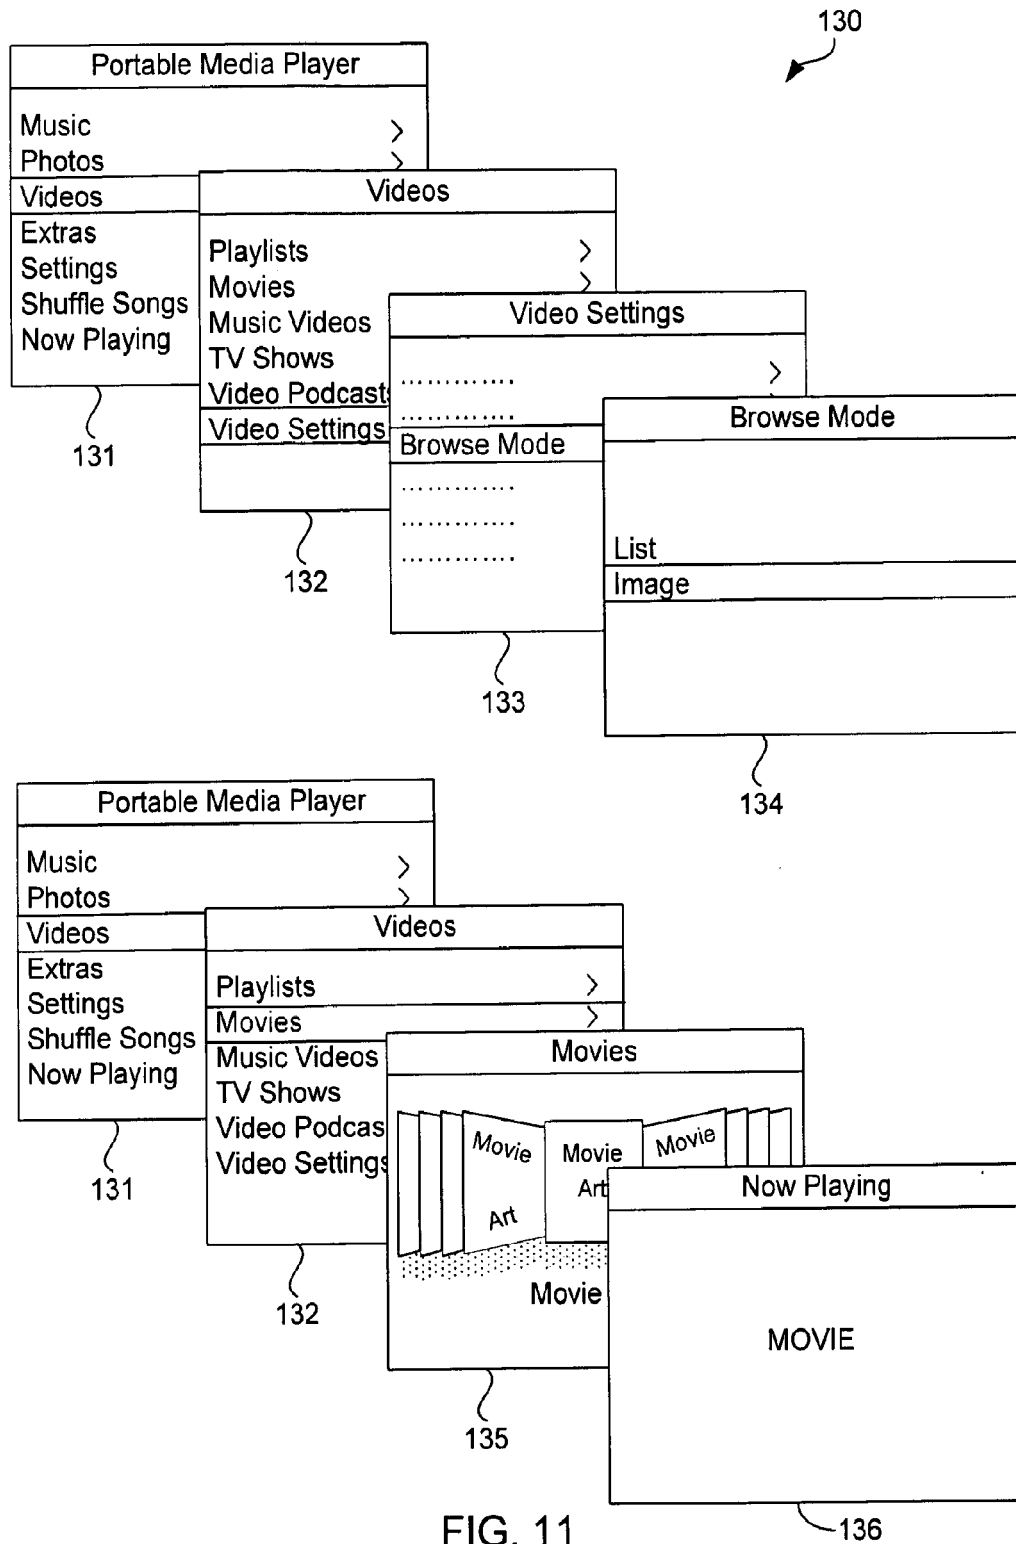 130
Portable Media Player
Music >
Photos >
Videos
Extras
Settings
Shuffle Songs
Now Playing
131
Videos
Playlists >
Movies >
Music Videos
TV Shows
Video Podcasts
Video Settings
132
Video Settings
............. >
.............
Browse Mode
.............
.............
.............
133
Browse Mode
List
Image
134
Portable Media Player
Music >
Photos >
Videos
Extras
Settings
Shuffle Songs
Now Playing
131
Videos
Playlists >
Movies >
Music Videos
TV Shows
Video Podcas
Video Settings
132
Movies
Movie Art
Movie Art
Movie
Movie
135
Now Playing
MOVIE
136
FIG. 11